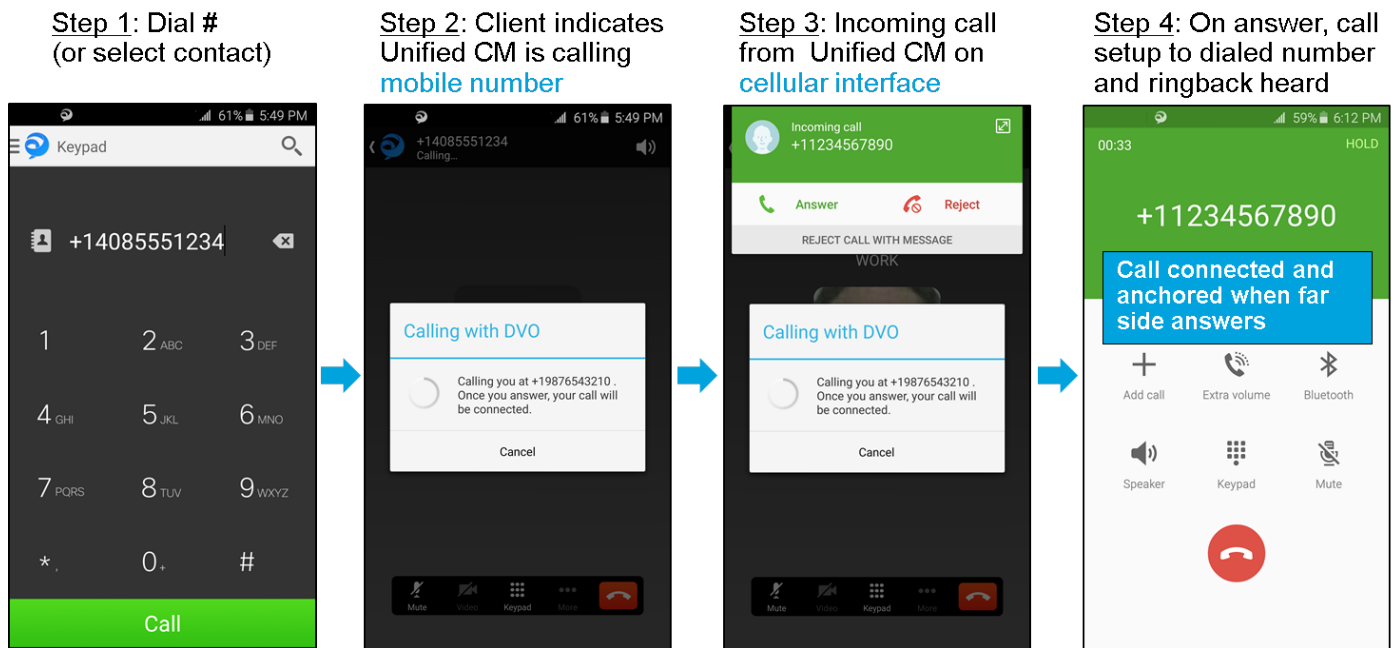 Step 1: Dial #
(or select contact)
Step 2: Client indicates
Unified CM is calling
mobile number
Step 3: Incoming call
from Unified CM on
cellular interface
Step 4: On answer, call
setup to dialed number
and ringback heard
61% 5:49 PM
Keypad
+14085551234
1
2 ABC
3 DEF
4 GHI
5 JKL
6 MNO
7 PQRS
8 TUV
9 WXYZ
* ,
0 +
#
Call
61% 5:49 PM
+14085551234
Calling...
Calling with DVO
Calling you at +19876543210 .
Once you answer, your call will
be connected.
Cancel
Mute
Video
Keypad
More
Incoming call
+11234567890
Answer
Reject
REJECT CALL WITH MESSAGE
WORK
Calling with DVO
Calling you at +19876543210 .
Once you answer, your call will
be connected.
Cancel
Mute
Video
Keypad
More
59% 6:12 PM
00:33
HOLD
+11234567890
Call connected and
anchored when far
side answers
Add call
Extra volume
Bluetooth
Speaker
Keypad
Mute